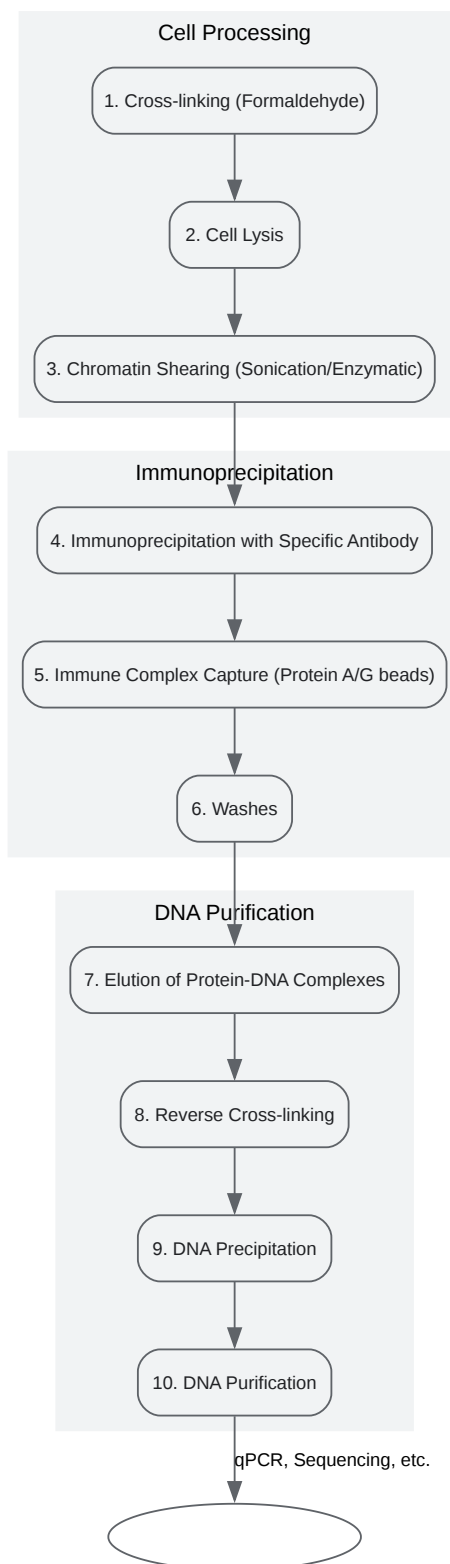 Cell Processing
1. Cross-linking (Formaldehyde)
2. Cell Lysis
3. Chromatin Shearing (Sonication/Enzymatic)
Immunoprecipitation
4. Immunoprecipitation with Specific Antibody
5. Immune Complex Capture (Protein A/G beads)
6. Washes
DNA Purification
7. Elution of Protein-DNA Complexes
8. Reverse Cross-linking
9. DNA Precipitation
10. DNA Purification
qPCR, Sequencing, etc.